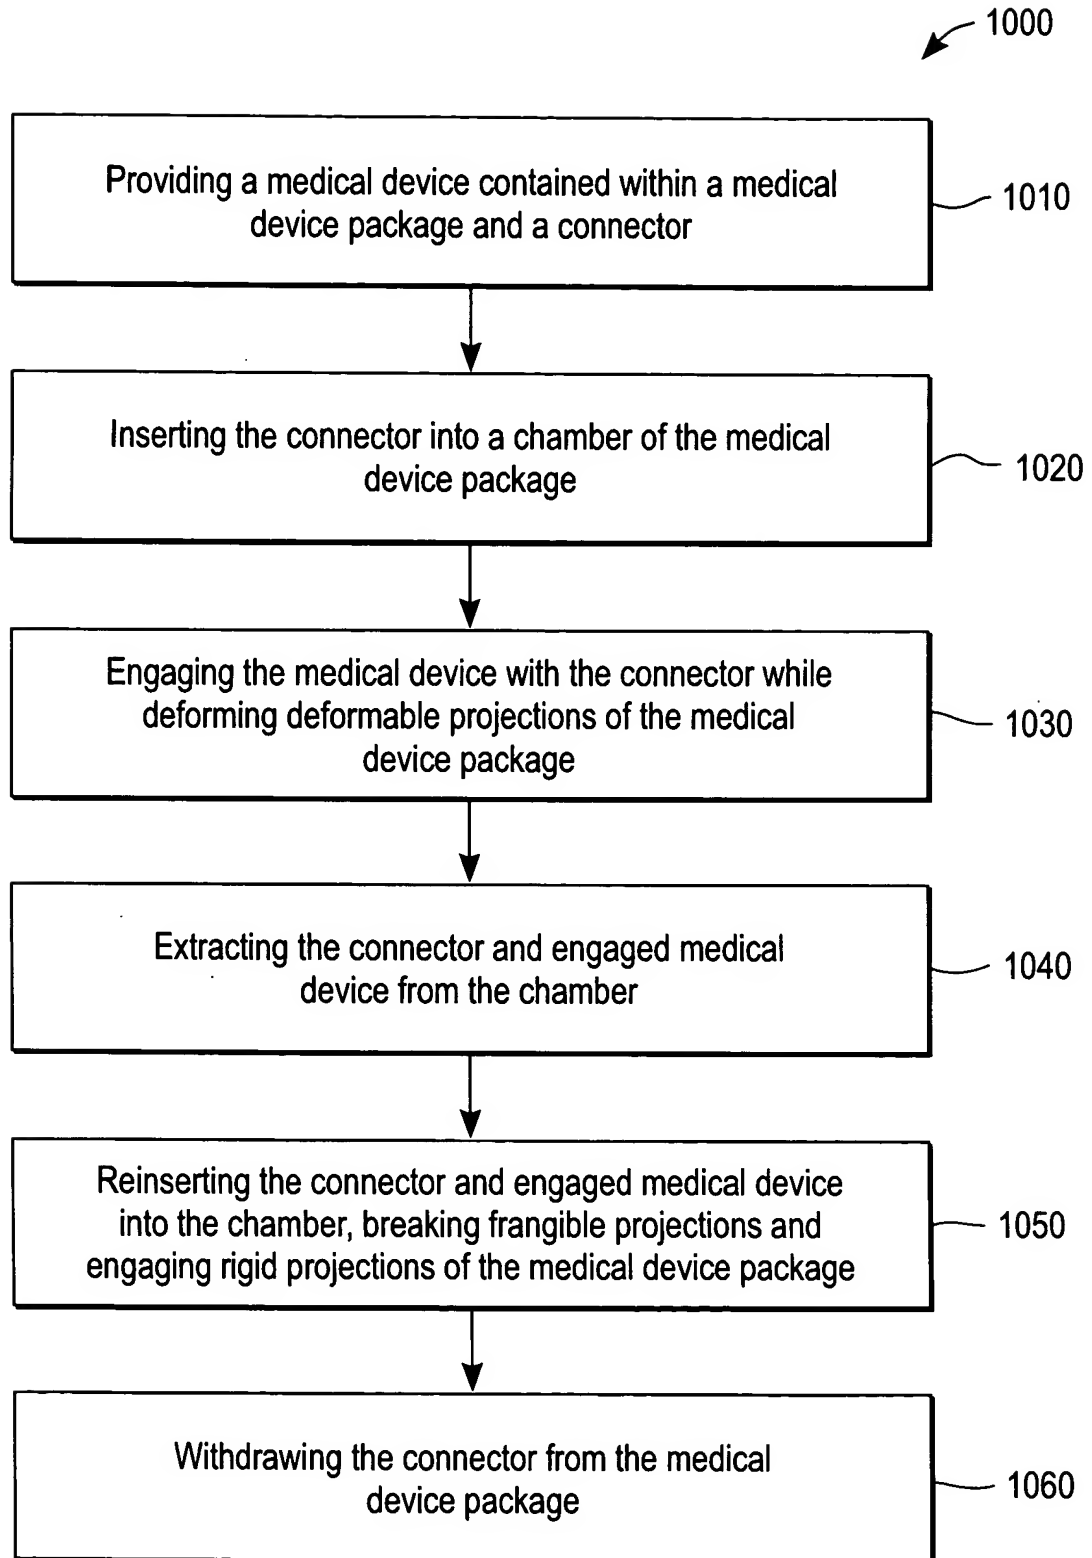 1000
Providing a medical device contained within a medical
device package and a connector
1010
Inserting the connector into a chamber of the medical
device package
1020
Engaging the medical device with the connector while
deforming deformable projections of the medical
device package
1030
Extracting the connector and engaged medical
device from the chamber
1040
Reinserting the connector and engaged medical device
into the chamber, breaking frangible projections and
engaging rigid projections of the medical device package
1050
Withdrawing the connector from the medical
device package
1060